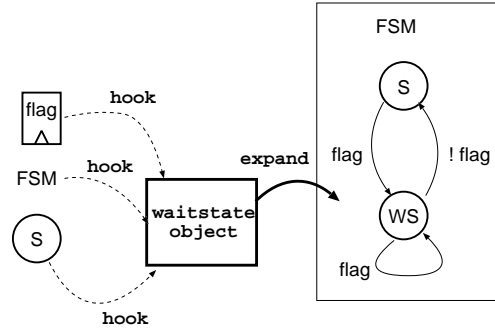 FSM
S
flag
! flag
WS
flag
flag
hook
FSM
hook
S
hook
waitstate
object
expand